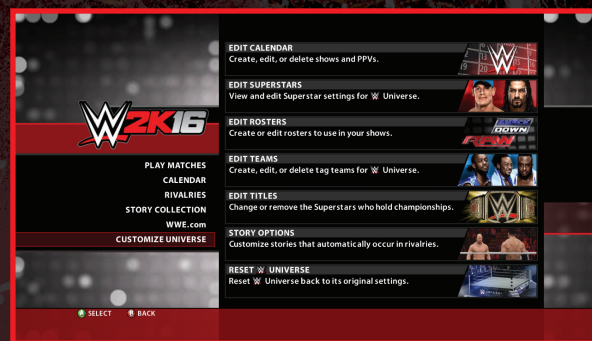 W 2K16
PLAY MATCHES
CALENDAR
RIVALRIES
STORY COLLECTION
WWE.com
CUSTOMIZE UNIVERSE
A SELECT B BACK
EDIT CALENDAR
Create, edit, or delete shows and PPVs.
EDIT SUPERSTARS
View and edit Superstar settings for W Universe.
EDIT ROSTERS
Create or edit rosters to use in your shows.
SMACK
DOWN
RAW
EDIT TEAMS
Create, edit, or delete tag teams for W Universe.
EDIT TITLES
Change or remove the Superstars who hold championships.
STORY OPTIONS
Customize stories that automatically occur in rivalries.
RESET W UNIVERSE
Reset W Universe back to its original settings.